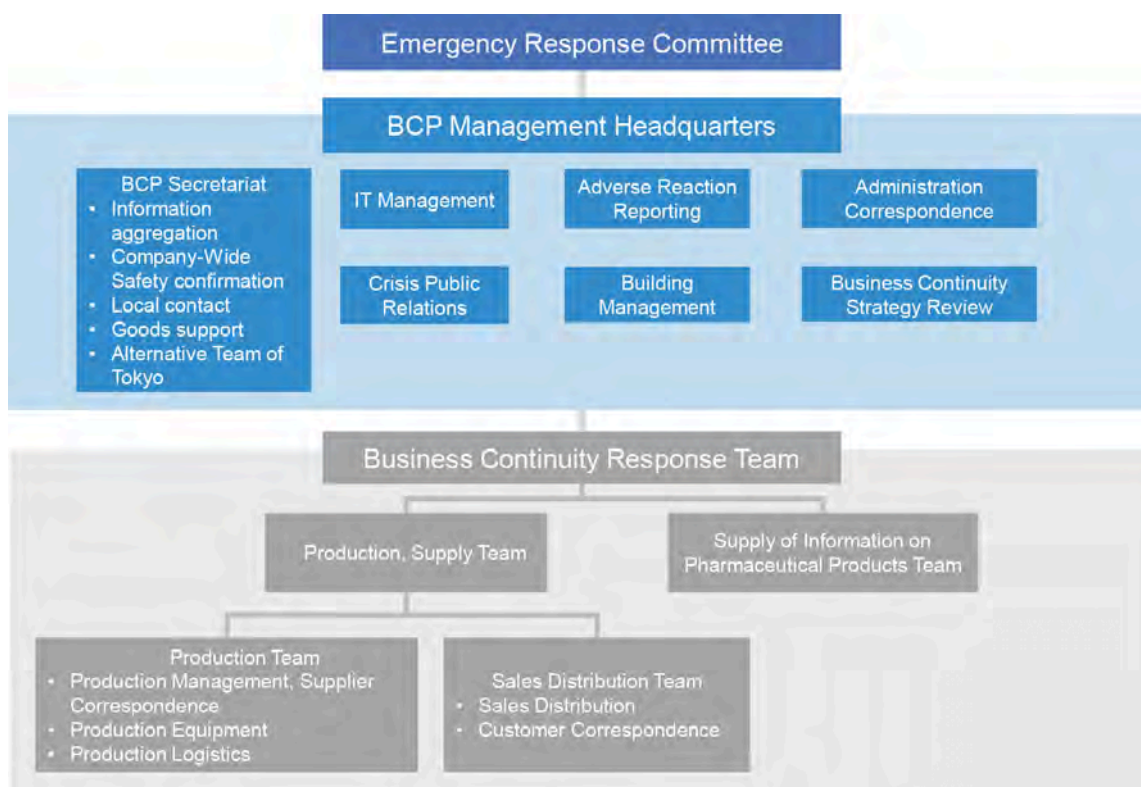 Emergency Response Committee
BCP Management Headquarters
BCP Secretariat
• Information
aggregation
• Company-Wide
Safety confirmation
• Local contact
• Goods support
• Alternative Team of
Tokyo
IT Management
Adverse Reaction
Reporting
Administration
Correspondence
Crisis Public
Relations
Building
Management
Business Continuity
Strategy Review
Business Continuity Response Team
Production, Supply Team
Supply of Information on
Pharmaceutical Products Team
Production Team
• Production Management, Supplier
Correspondence
• Production Equipment
• Production Logistics
Sales Distribution Team
• Sales Distribution
• Customer Correspondence